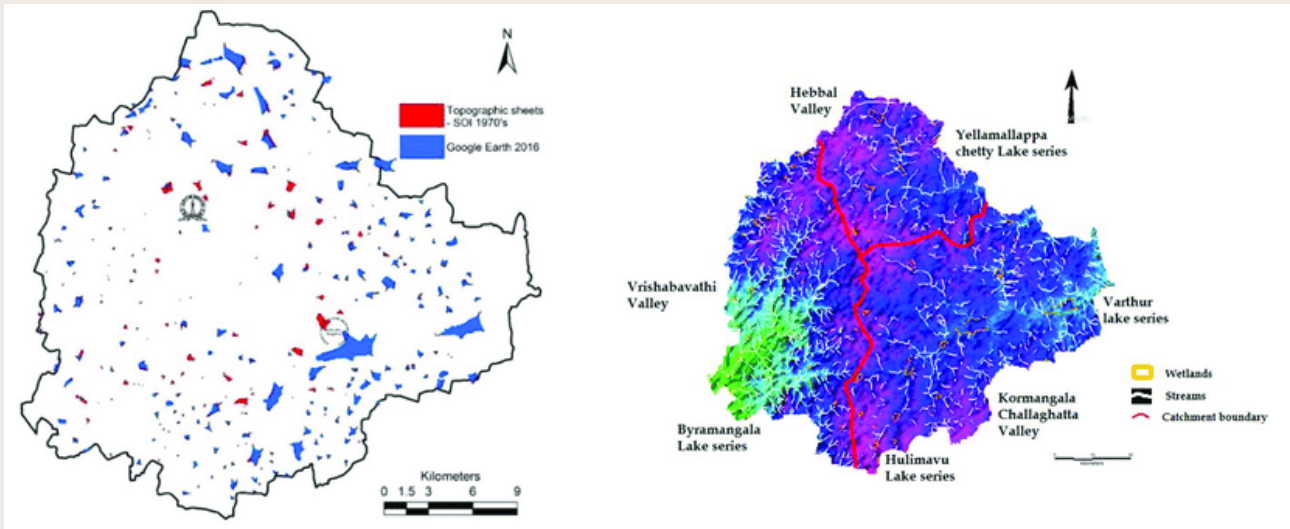 N
Topographic sheets
- SOI 1970's
Google Earth 2016
Kilometers
0 1.5 3 6 9
Hebbal
Valley
Yellamallappa
chetty Lake series
Vrishabavathi
Valley
Varthur
lake series
Wetlands
Streams
Catchment boundary
Kormangala
Challaghatta
Valley
Byramangala
Lake series
Hulimavu
Lake series